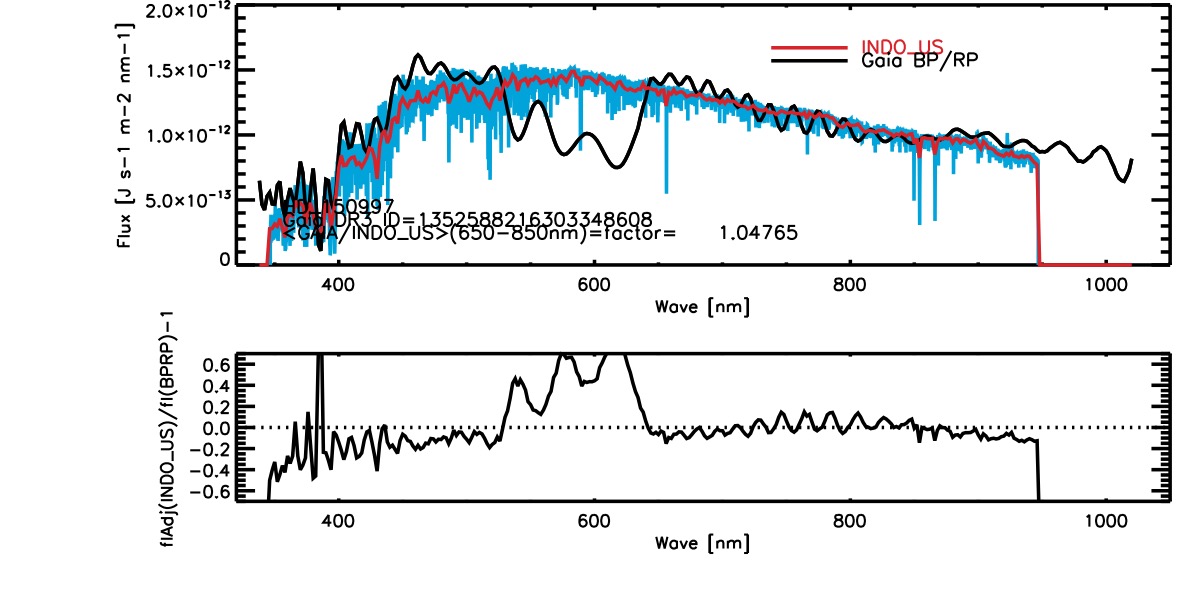 2.0×10−12
1.5×10−12
1.0×10−12
5.0×10−13
0
Flux [J s−1 m−2 nm−1]
INDO_US
Gaia BP/RP
HD_150997
Gaia DR3 ID=1352588216303348608
<GAIA/INDO_US>(650−850nm)=factor= 1.04765
400 600 800 1000
Wave [nm]
flAdj(INDO_US)/fl(BPRP)−1
0.6
0.4
0.2
0.0
−0.2
−0.4
−0.6
400 600 800 1000
Wave [nm]